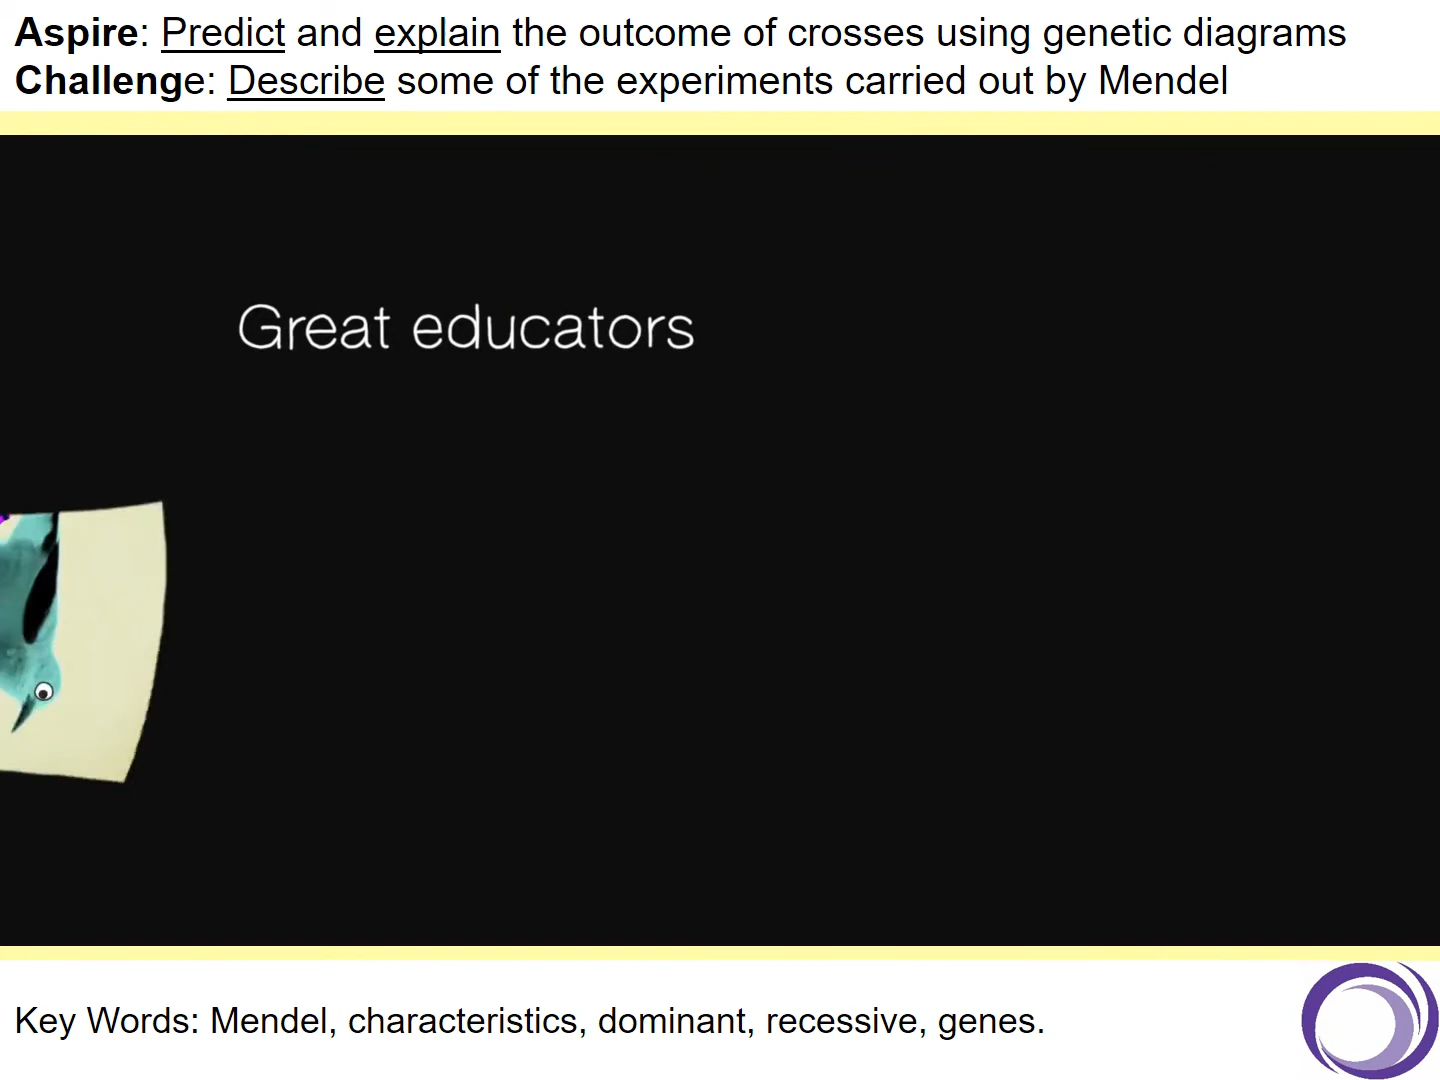 Aspire: Predict and explain the outcome of crosses using genetic diagrams
Challenge: Describe some of the experiments carried out by Mendel
Great educators
Key Words: Mendel, characteristics, dominant, recessive, genes.